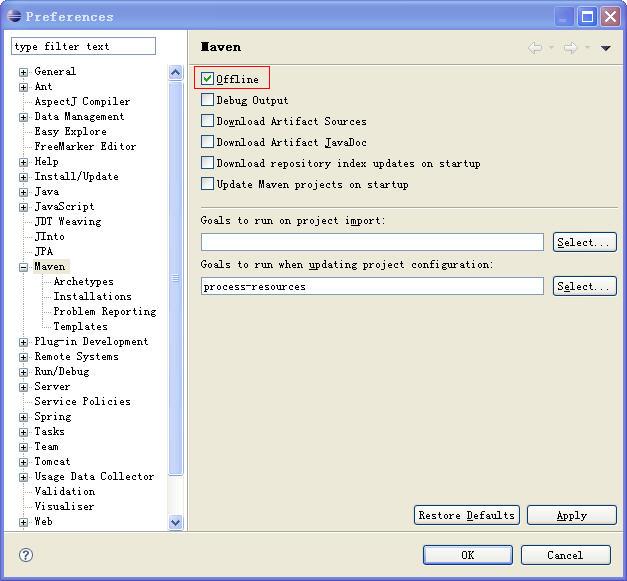 Preferences
type filter text
General
Ant
AspectJ Compiler
Data Management
Easy Explore
FreeMarker Editor
Help
Install/Update
Java
JavaScript
JDT Weaving
JInto
JPA
Maven
Archetypes
Installations
Problem Reporting
Templates
Plug-in Development
Remote Systems
Run/Debug
Server
Service Policies
Spring
Tasks
Team
Tomcat
Usage Data Collector
Validation
Visualiser
Web
Maven
Offline
Debug Output
Download Artifact Sources
Download Artifact JavaDoc
Download repository index updates on startup
Update Maven projects on startup
Goals to run on project import:
Select...
Goals to run when updating project configuration:
process-resources
Select...
Restore Defaults
Apply
?
OK
Cancel